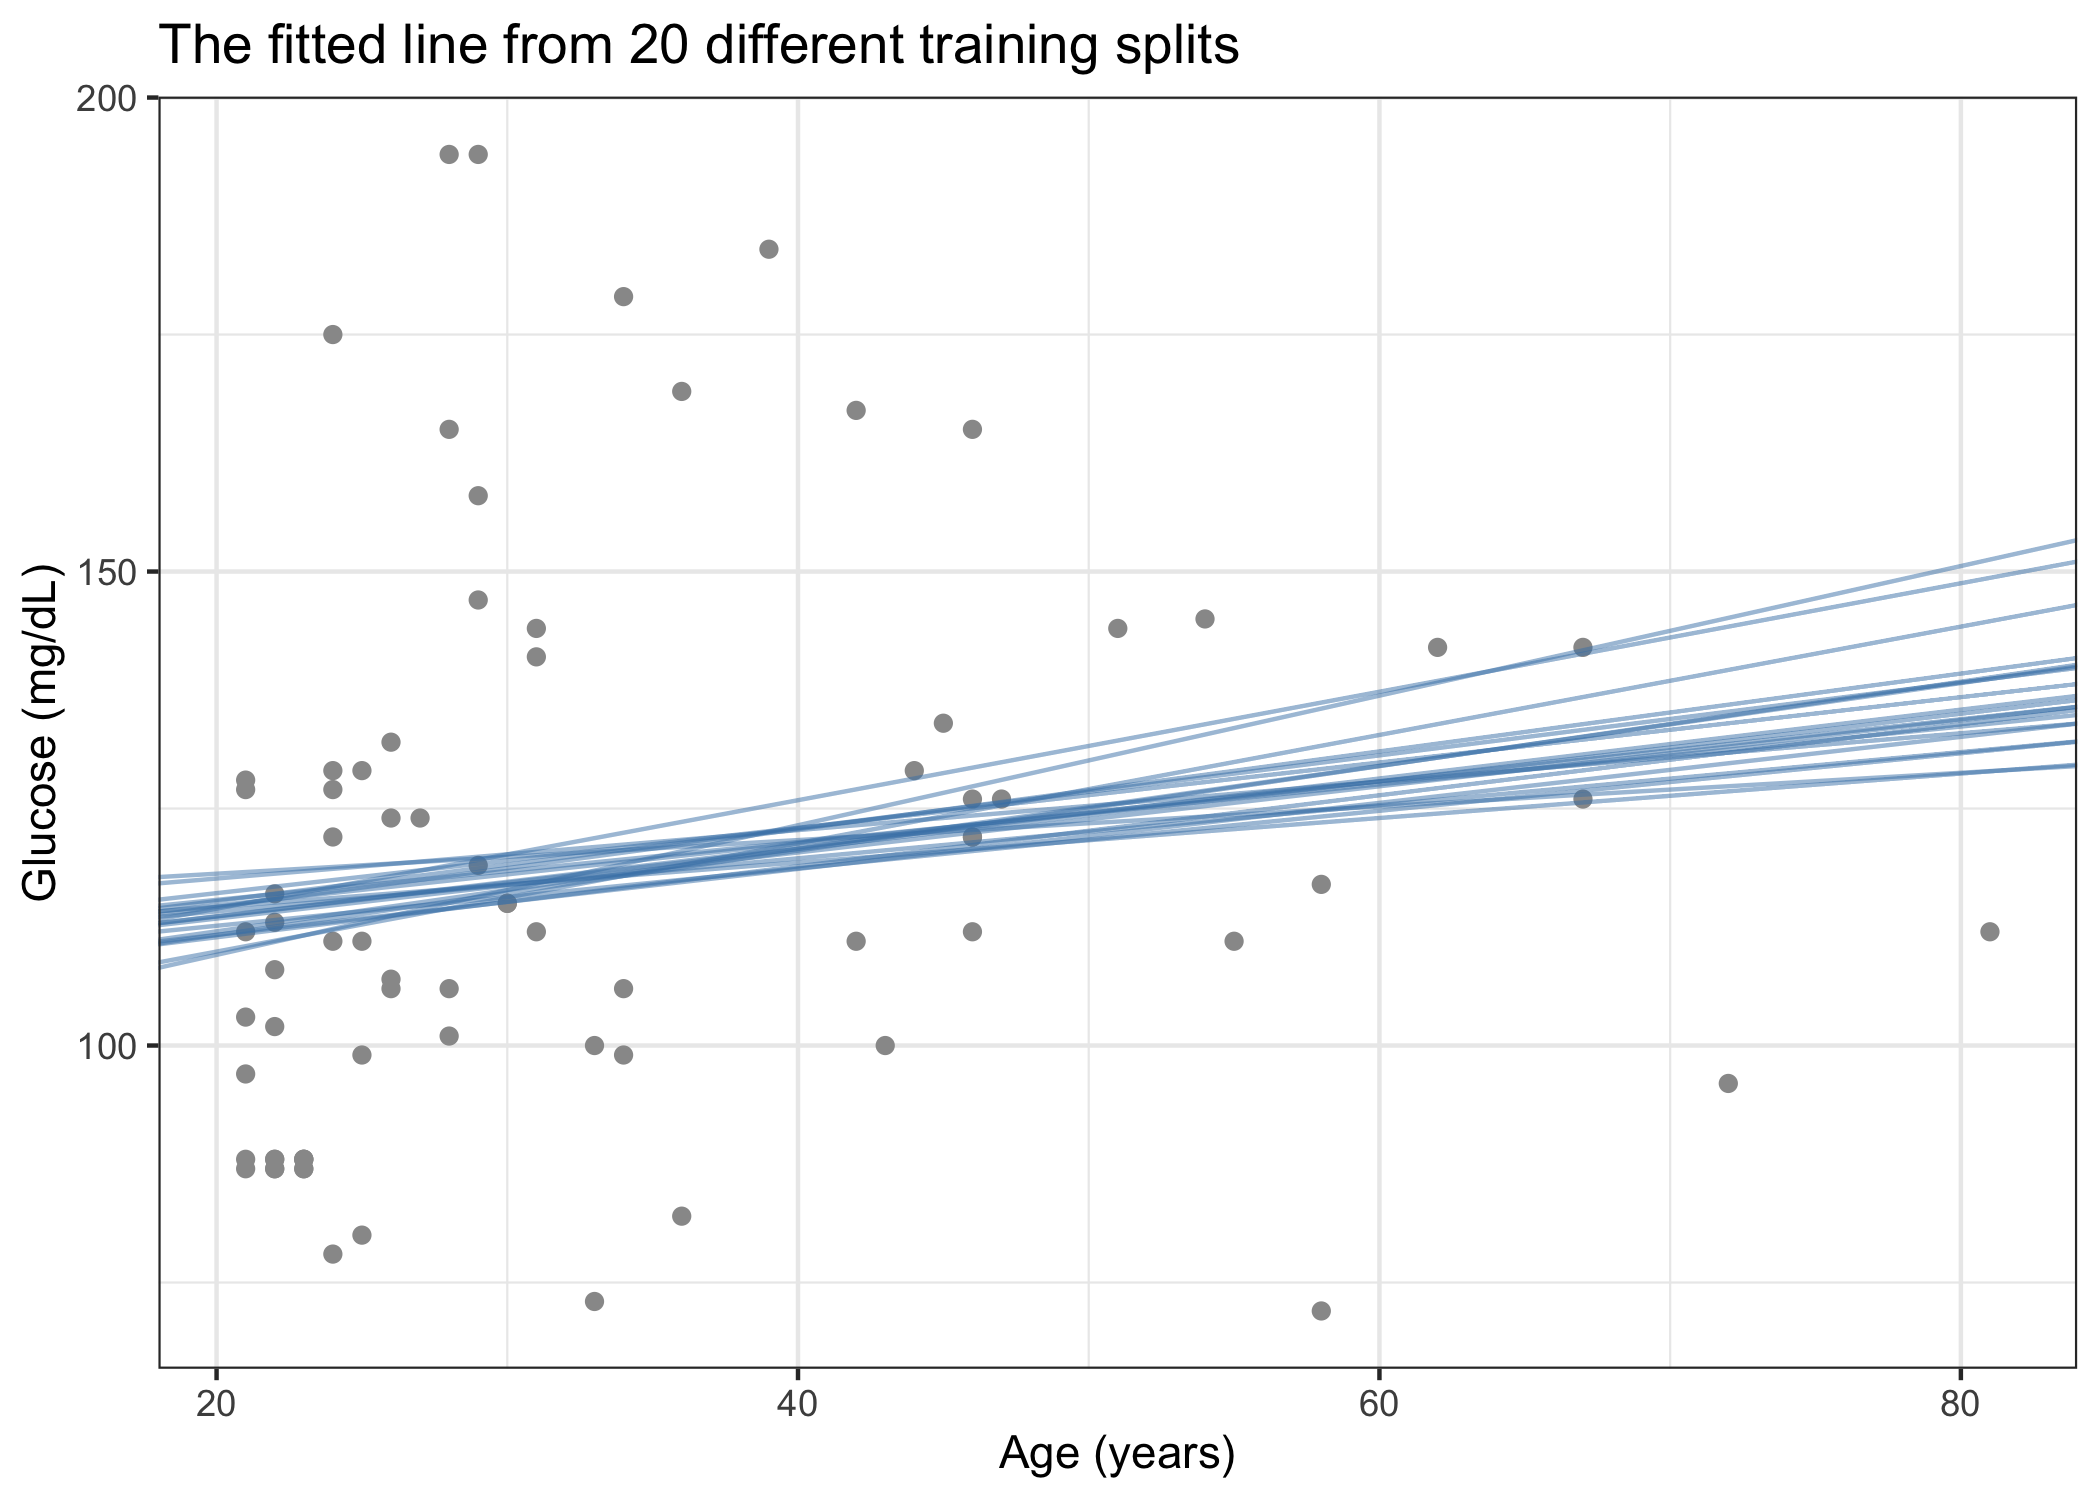 The fitted line from 20 different training splits
200
150
100
Glucose (mg/dL)
20 40 60 80
Age (years)